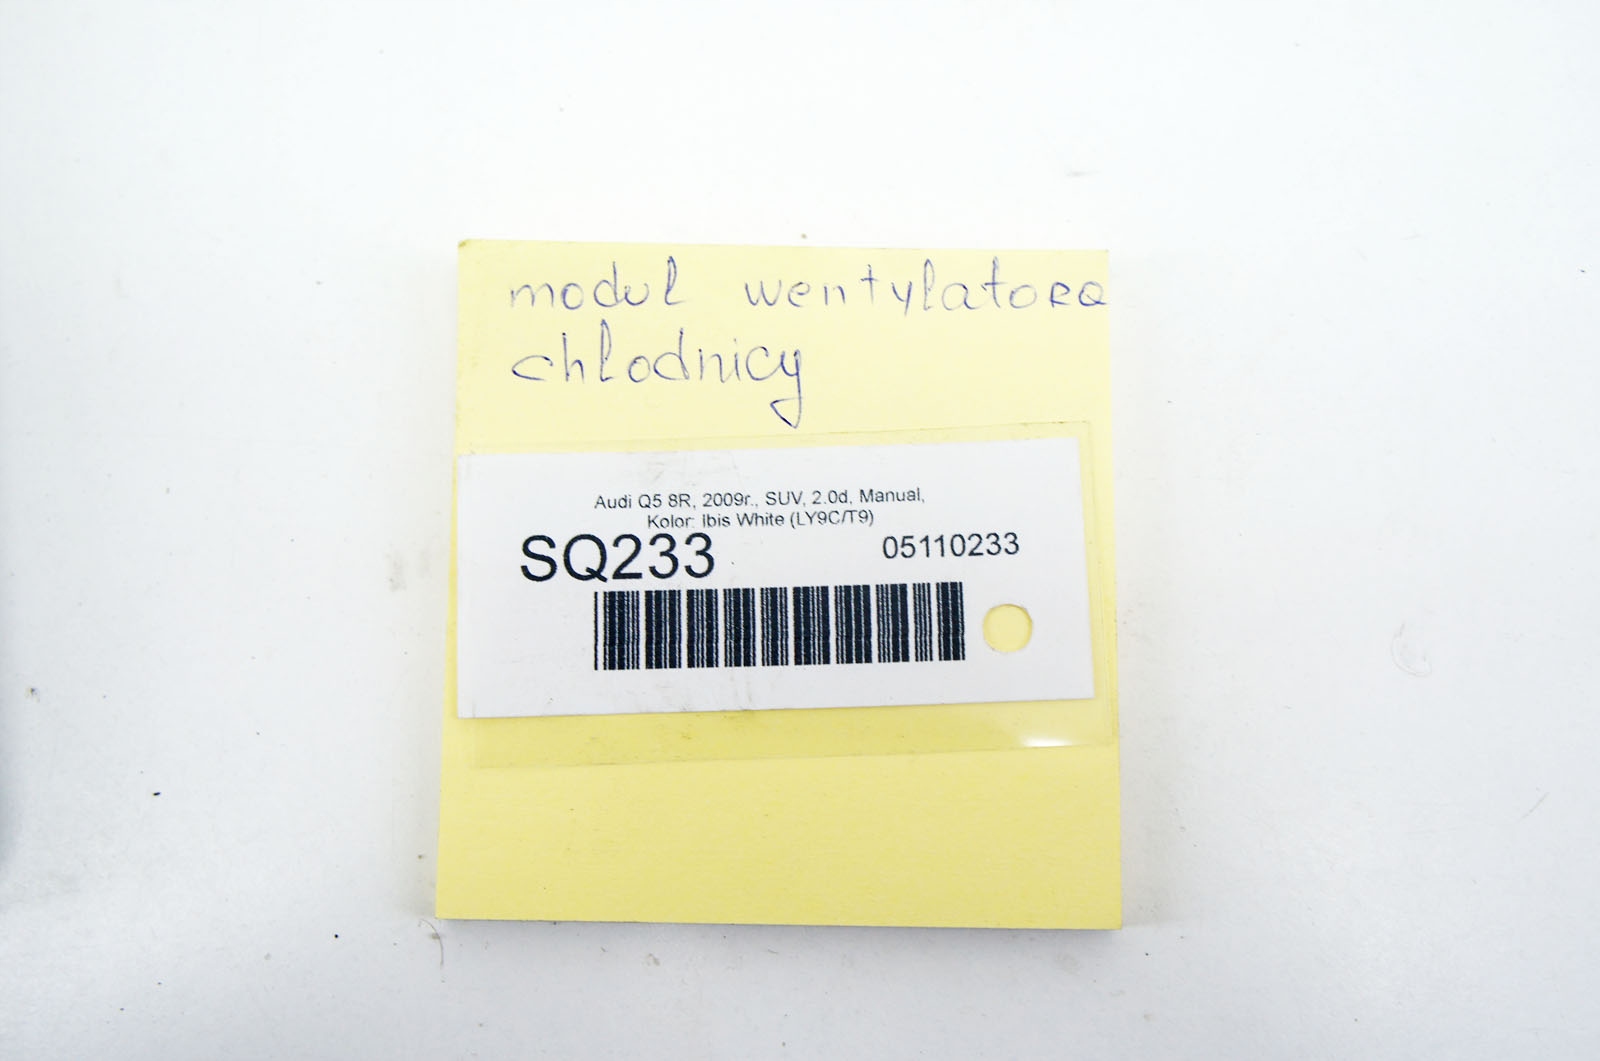 modul wentylatora
chlodnicy
Audi Q5 8R, 2009r., SUV, 2.0d, Manual,
Kolor: Ibis White (LY9C/T9)
SQ233
05110233